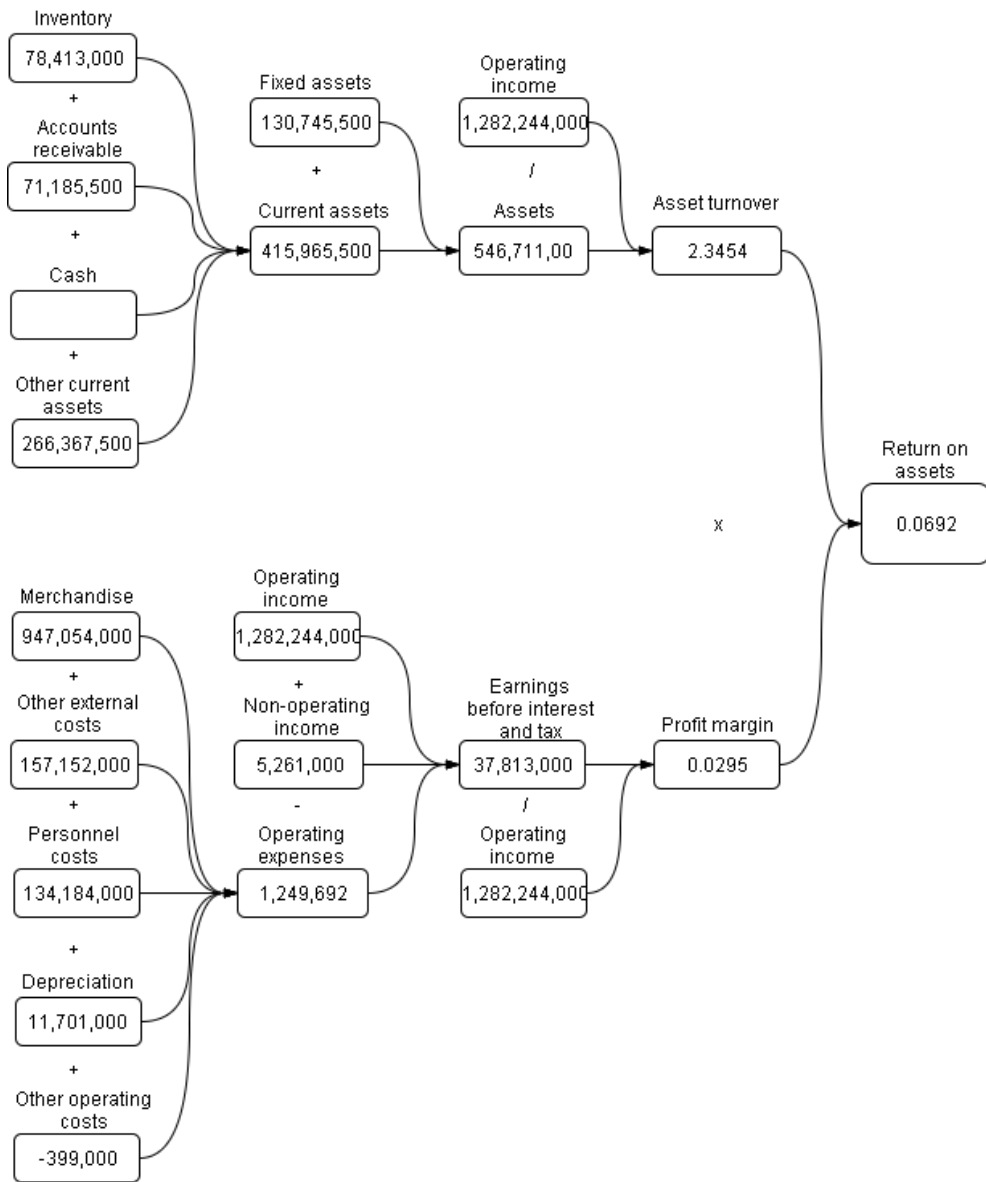 Inventory
78,413,000
+
Accounts
receivable
71,185,500
+
Cash
+
Other current
assets
266,367,500
Fixed assets
130,745,500
+
Current assets
415,965,500
Operating
income
1,282,244,000
/
Assets
546,711,00
Asset turnover
2.3454
x
Return on
assets
0.0692
Merchandise
947,054,000
+
Other external
costs
157,152,000
+
Personnel
costs
134,184,000
+
Depreciation
11,701,000
+
Other operating
costs
-399,000
Operating
income
1,282,244,000
+
Non-operating
income
5,261,000
-
Operating
expenses
1,249,692
Earnings
before interest
and tax
37,813,000
/
Operating
income
1,282,244,000
Profit margin
0.0295